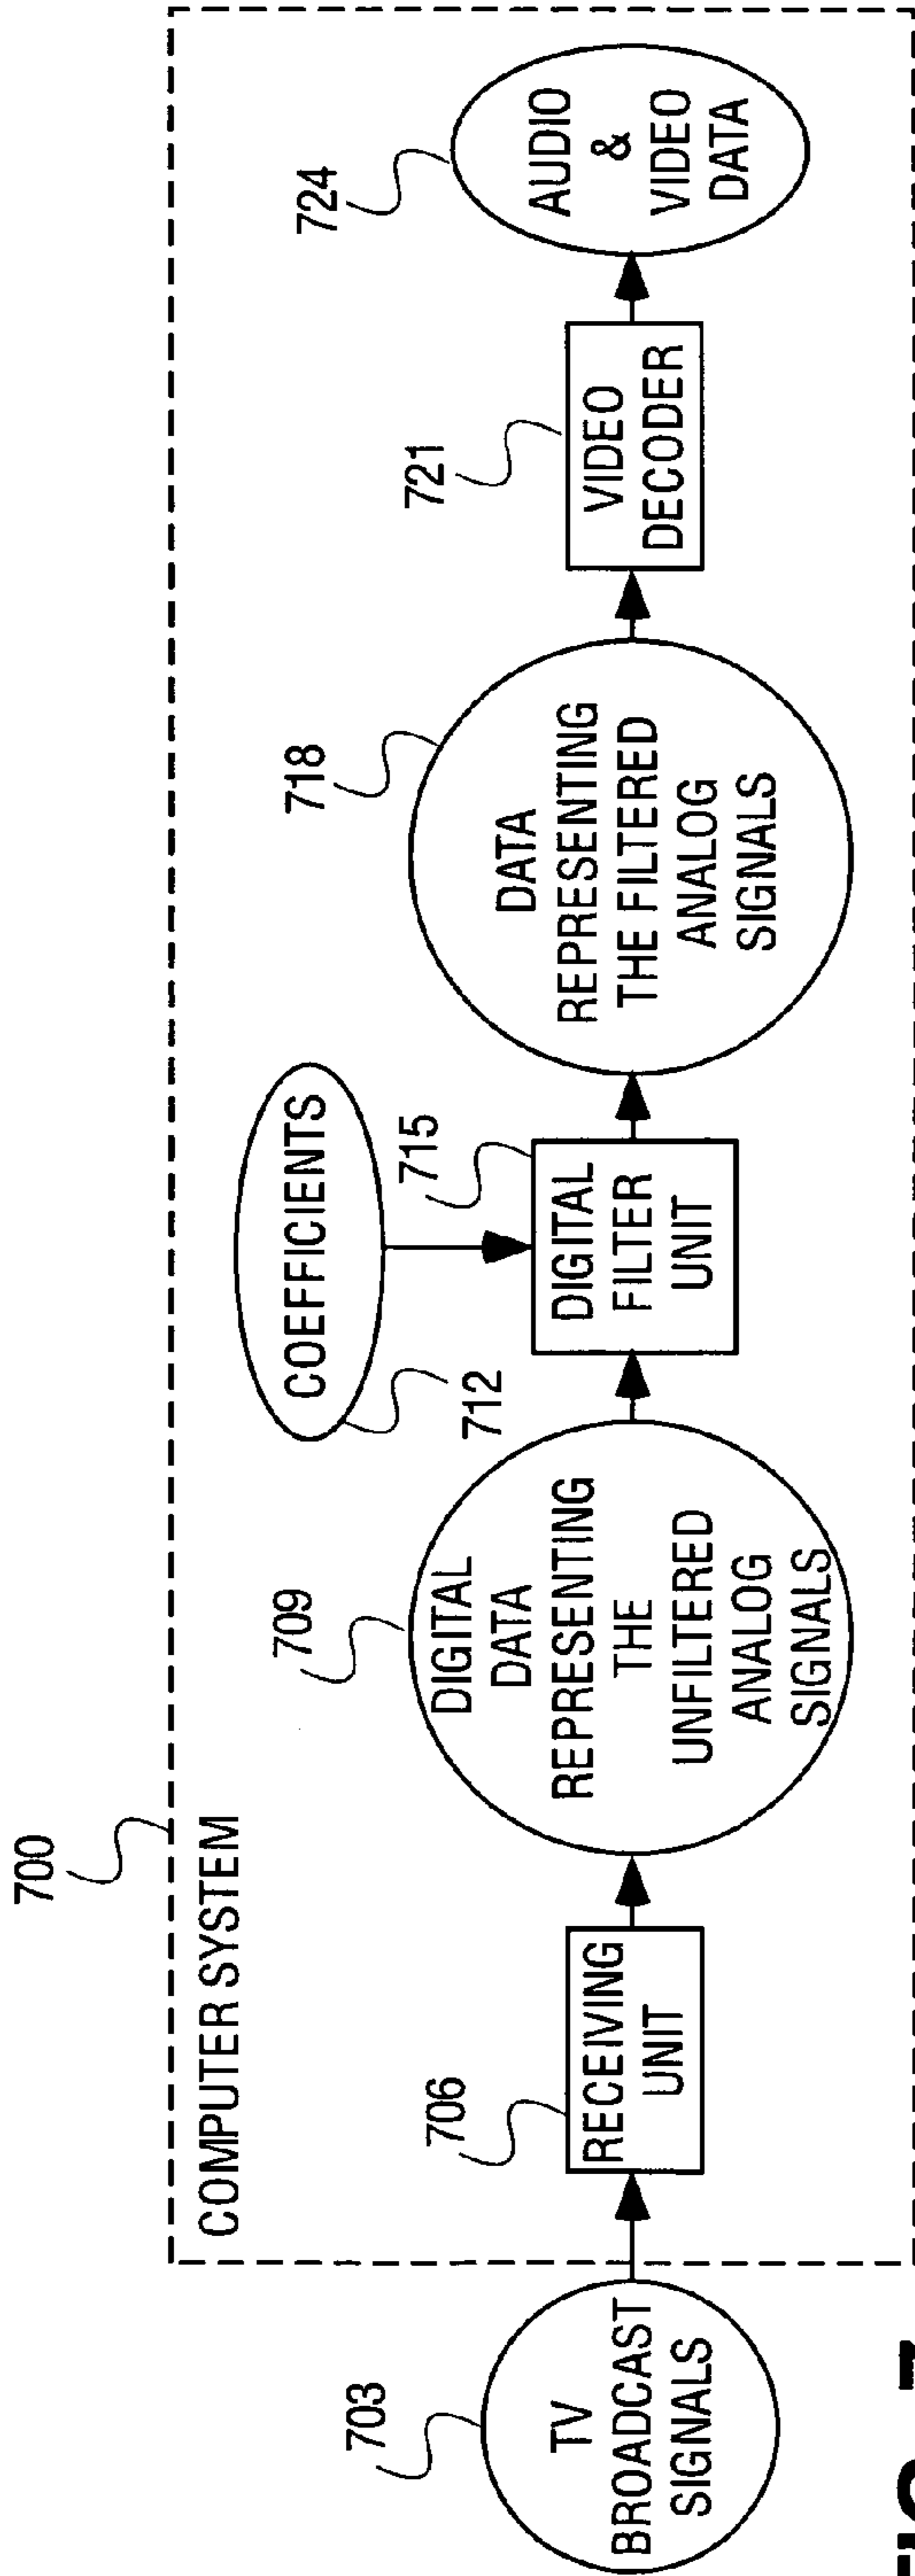 700
COMPUTER SYSTEM
703
TV
BROADCAST
SIGNALS
706
RECEIVING
UNIT
709
DIGITAL
DATA
REPRESENTING
THE
UNFILTERED
ANALOG
SIGNALS
712
COEFFICIENTS
715
DIGITAL
FILTER
UNIT
718
DATA
REPRESENTING
THE FILTERED
ANALOG
SIGNALS
721
VIDEO
DECODER
724
AUDIO
&
VIDEO
DATA